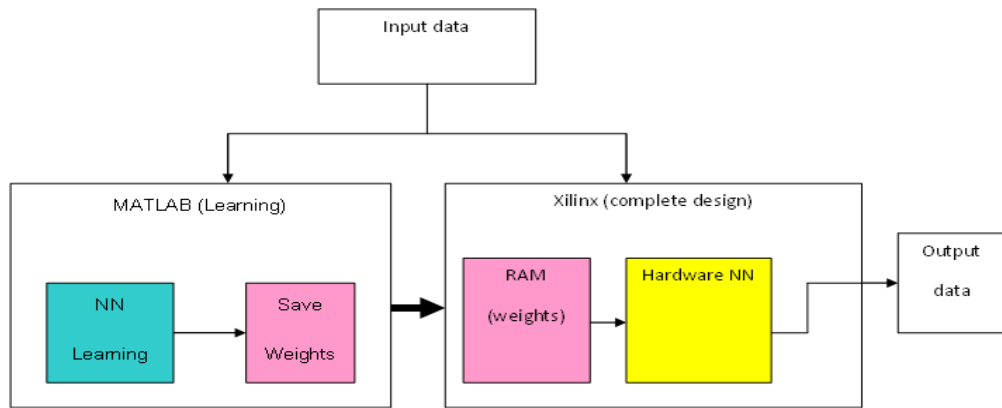 Input data
MATLAB (Learning)
NN
Learning
Save
Weights
Xilinx (complete design)
RAM
(weights)
Hardware NN
Output
data